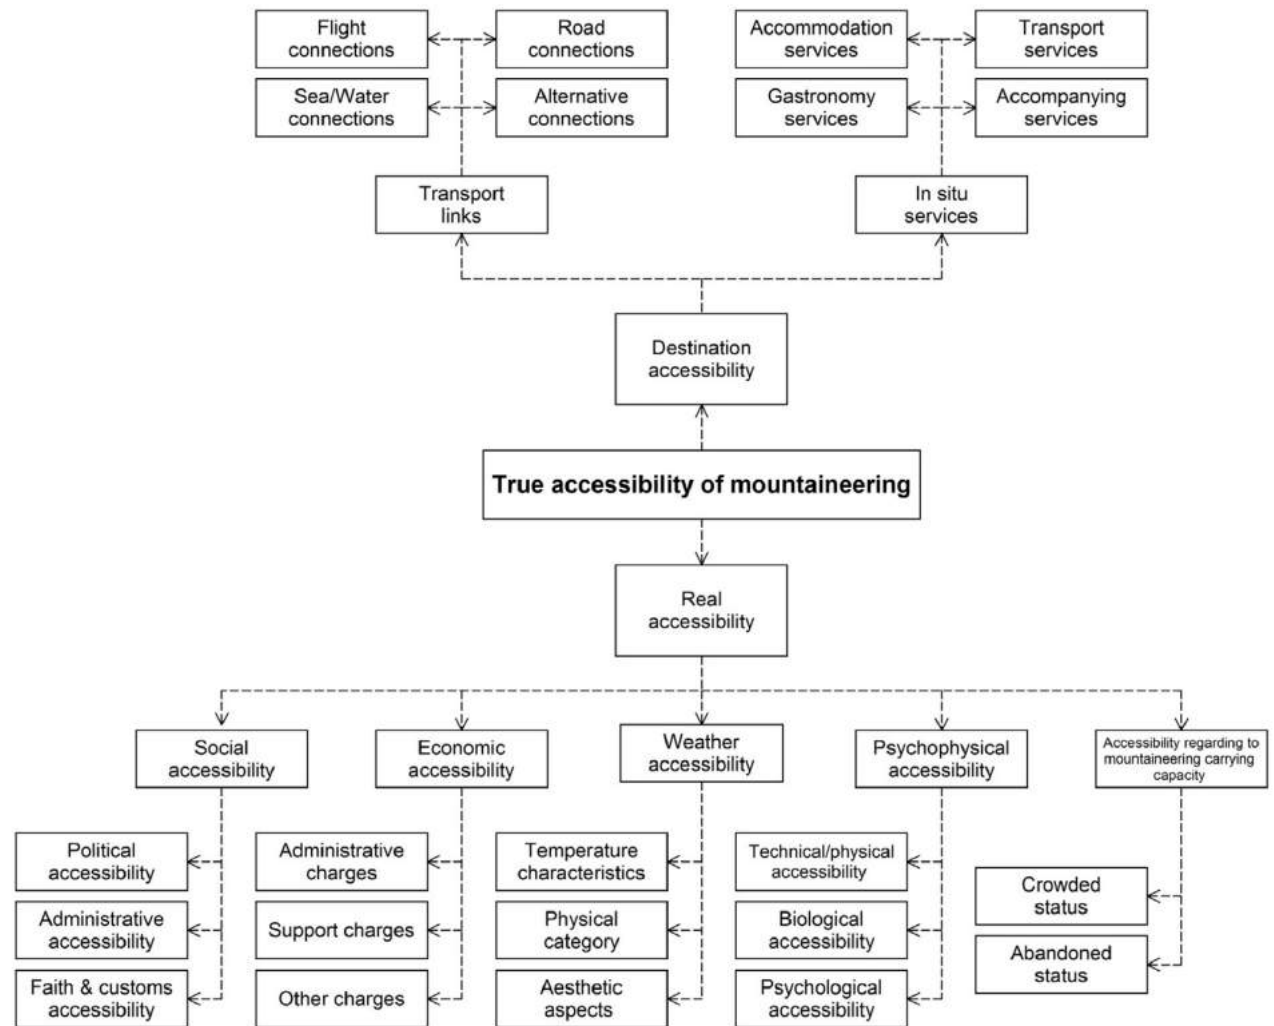 Flight
connections
Road
connections
Accommodation
services
Transport
services
Sea/Water
connections
Alternative
connections
Gastronomy
services
Accompanying
services
Transport
links
In situ
services
Destination
accessibility
True accessibility of mountaineering
Real
accessibility
Social
accessibility
Economic
accessibility
Weather
accessibility
Psychophysical
accessibility
Accessibility regarding to
mountaineering carrying
capacity
Political
accessibility
Administrative
charges
Temperature
characteristics
Technical/physical
accessibility
Crowded
status
Administrative
accessibility
Support charges
Physical
category
Biological
accessibility
Abandoned
status
Faith & customs
accessibility
Other charges
Aesthetic
aspects
Psychological
accessibility